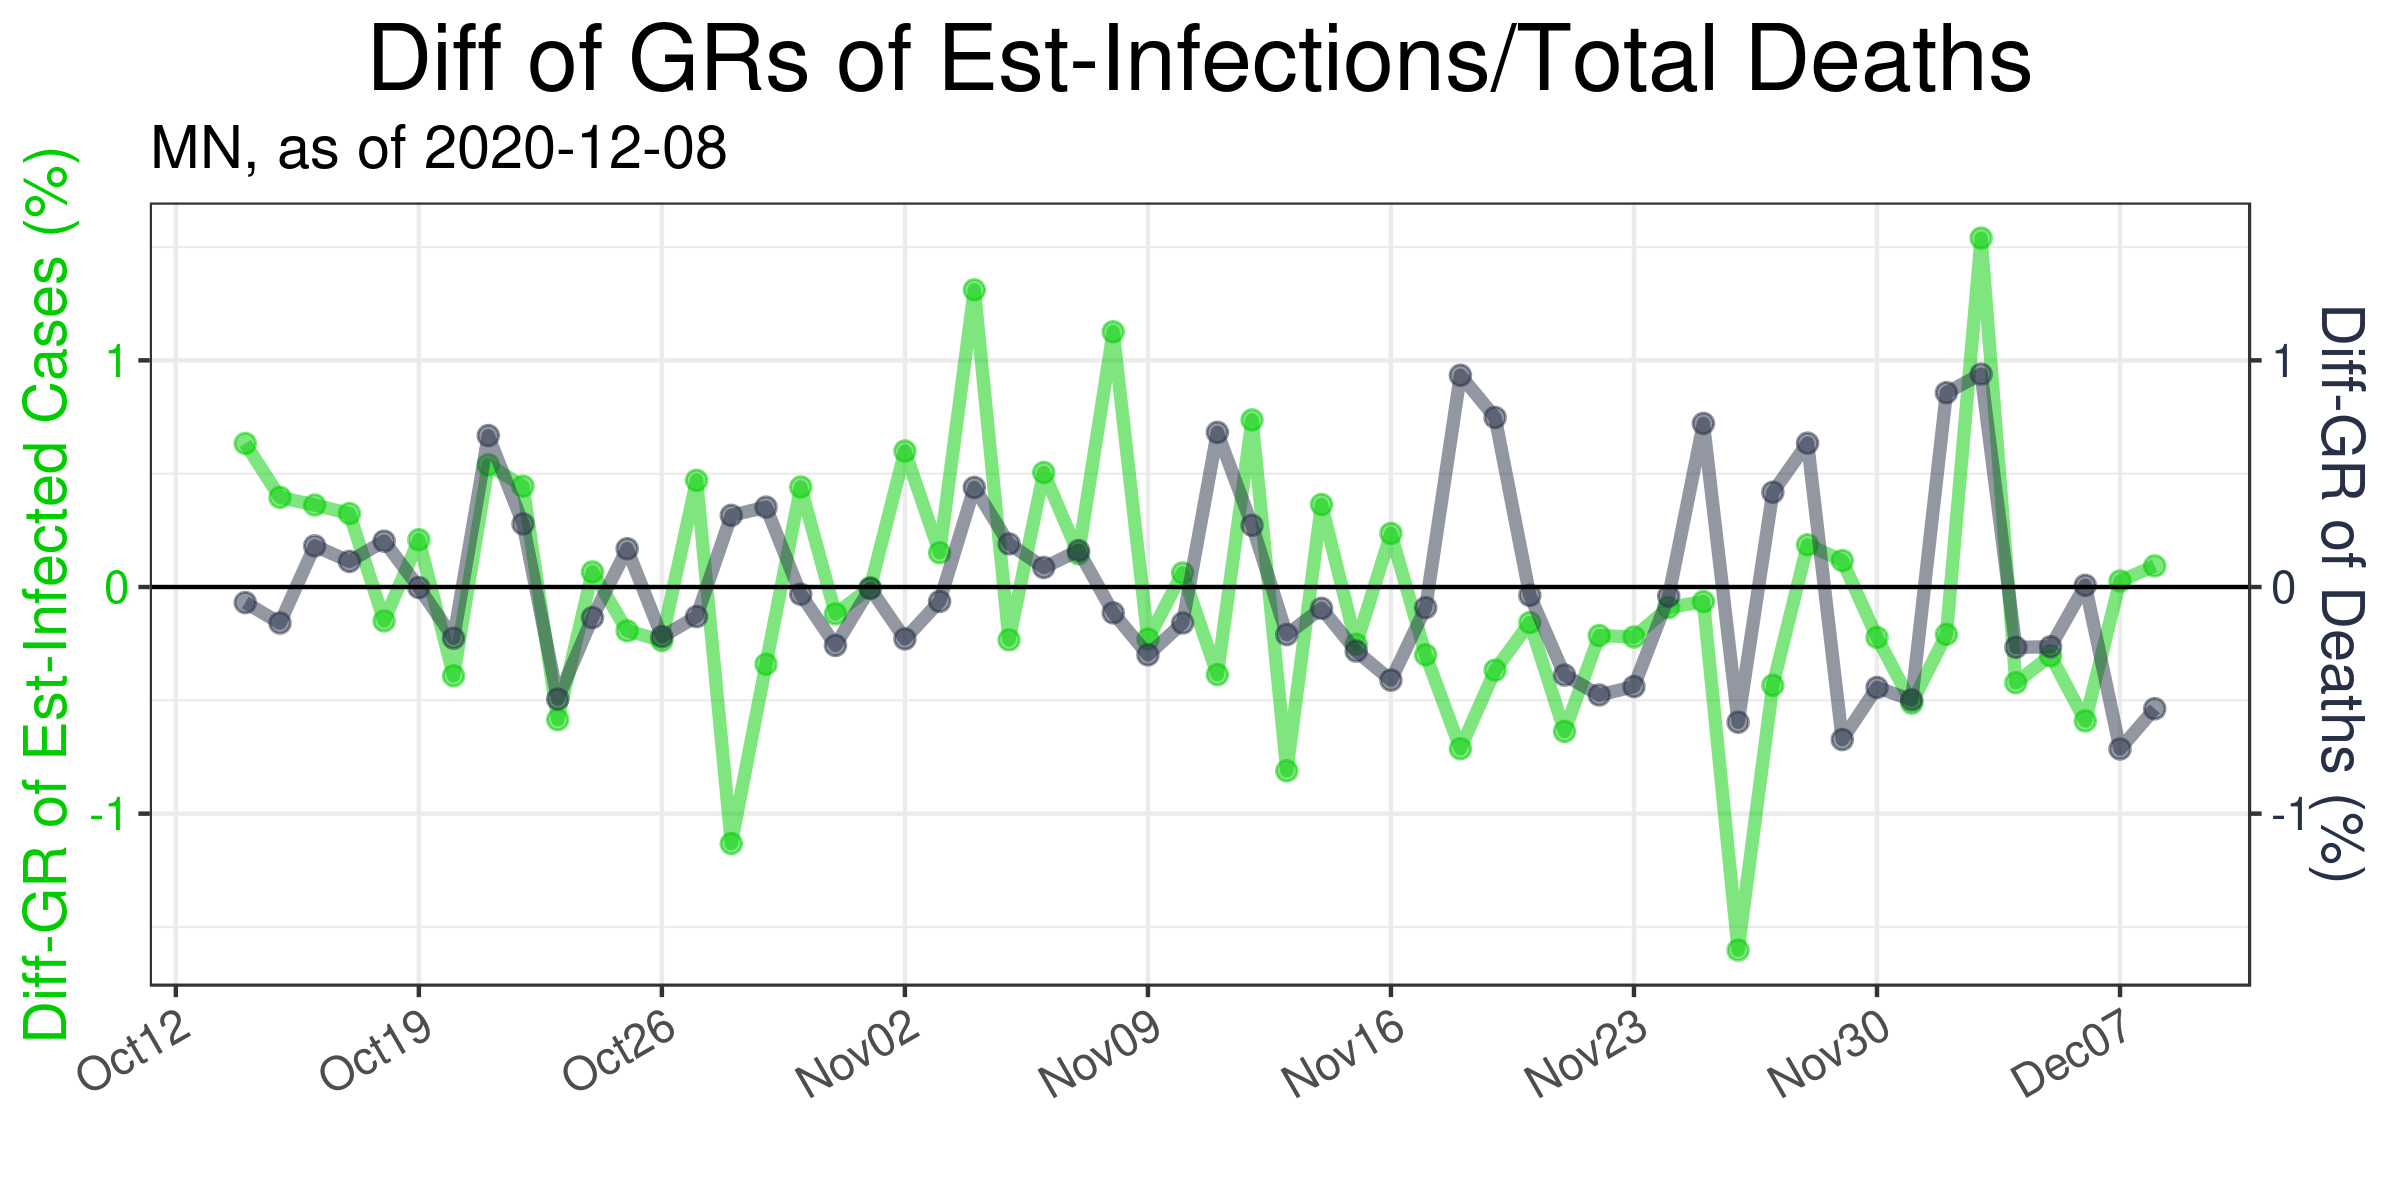 Diff of GRs of Est-Infections/Total Deaths
MN, as of 2020-12-08
Diff-GR of Est-Infected Cases (%)
1
0
-1
1
0
-1
Diff-GR of Deaths (%)
Oct12
Oct19
Oct26
Nov02
Nov09
Nov16
Nov23
Nov30
Dec07